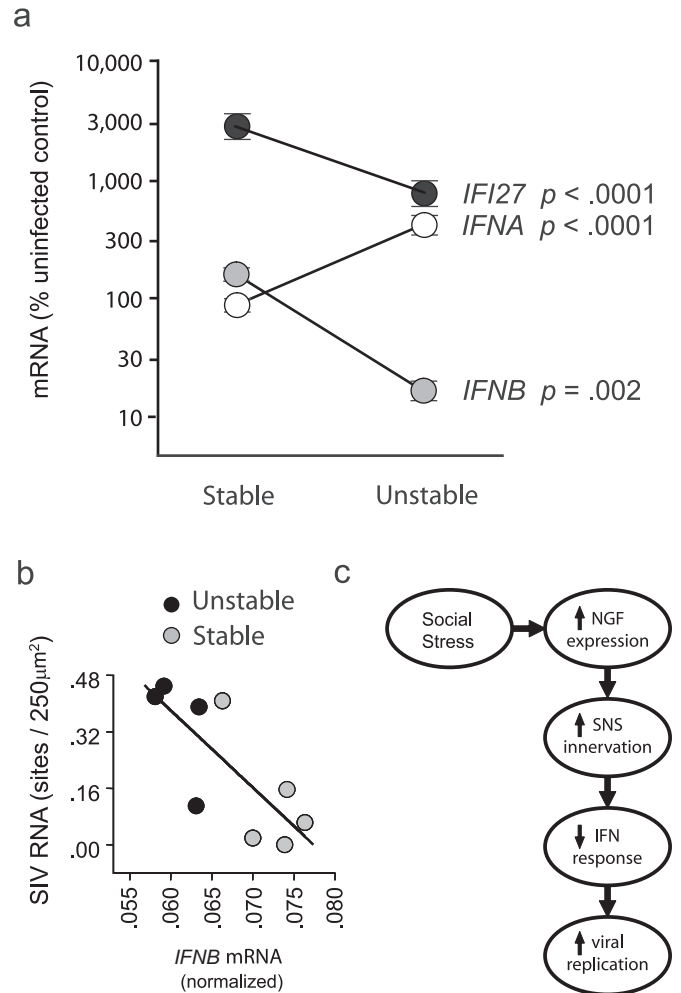 a
mRNA (% uninfected control)
10,000
3,000
1,000
300
100
30
10
IFI27 p < .0001
IFNA p < .0001
IFNB p = .002
Stable
Unstable
b
Unstable
Stable
SIV RNA (sites / 250µm²)
.48
.32
.16
.00
.055
.060
.065
.070
.075
.080
IFNB mRNA
(normalized)
c
Social
Stress
NGF
expression
SNS
innervation
IFN
response
viral
replication